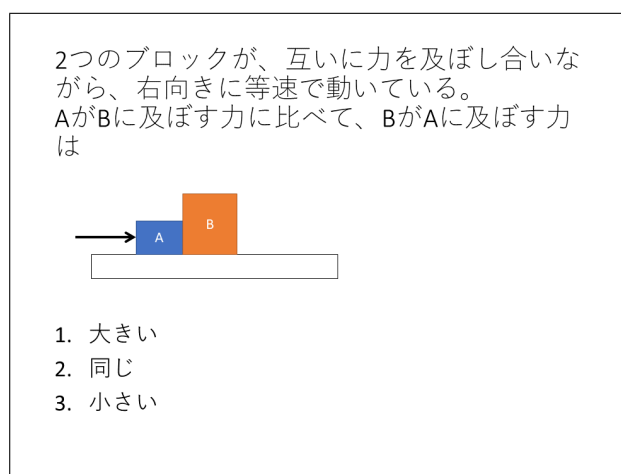 2つのブロックが、互いに力を及ぼし合いな
がら、右向きに等速で動いている。
AがBに及ぼす力に比べて、BがAに及ぼす力
は
A
B
1. 大きい
2. 同じ
3. 小さい